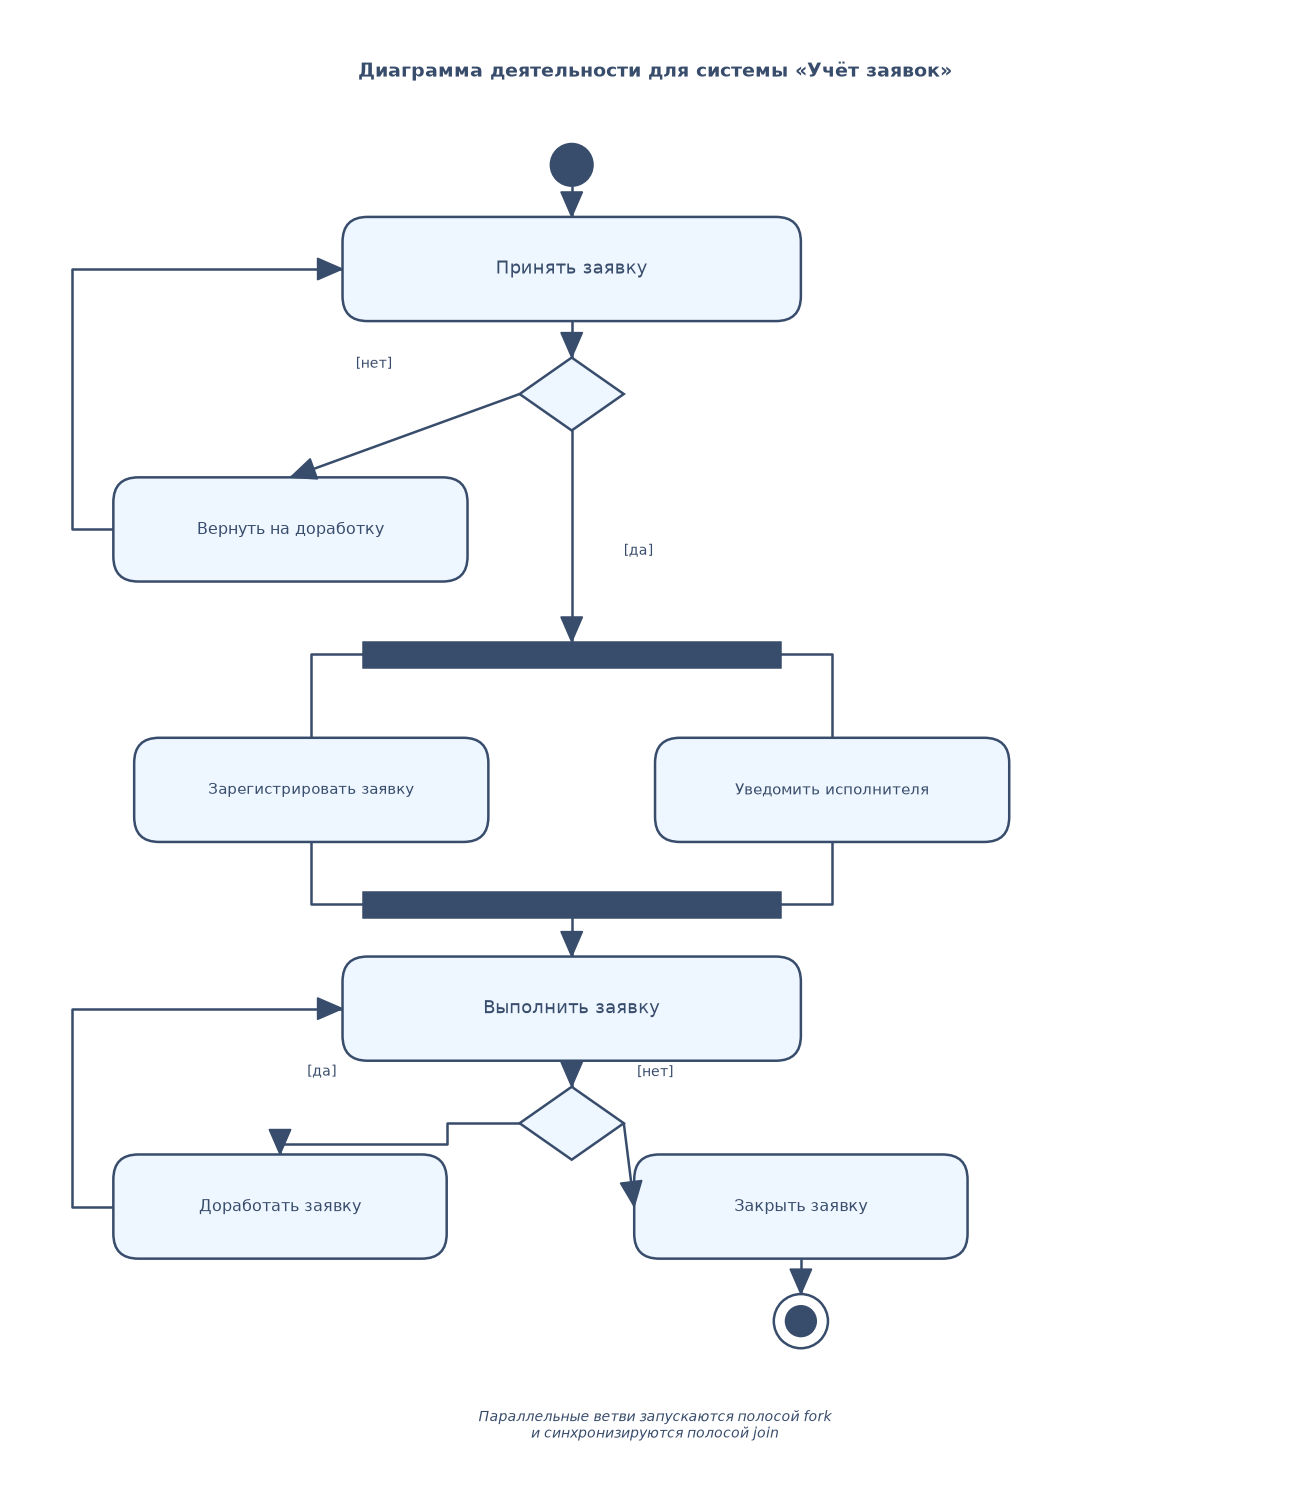 Диаграмма деятельности для системы «Учёт заявок»
Принять заявку
[нет]
Вернуть на доработку
[да]
Зарегистрировать заявку
Уведомить исполнителя
Выполнить заявку
[да]
[нет]
Доработать заявку
Закрыть заявку
Параллельные ветви запускаются полосой fork
и синхронизируются полосой join